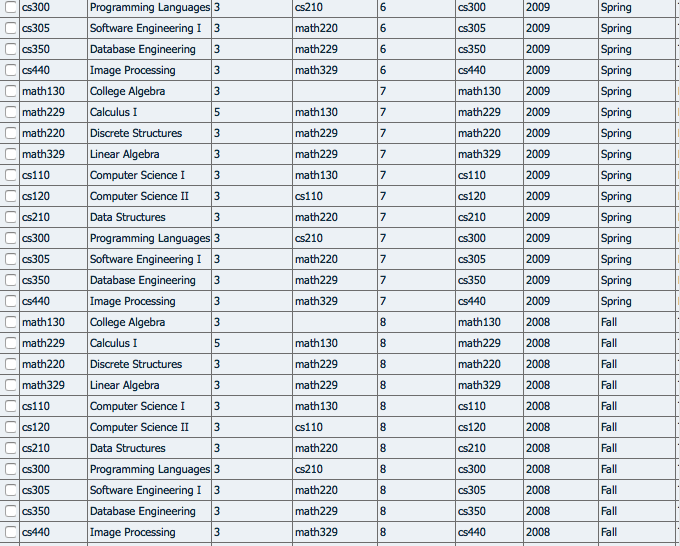 cs300 Programming Languages 3 cs210 6 cs300 2009 Spring
cs305 Software Engineering I 3 math220 6 cs305 2009 Spring
cs350 Database Engineering 3 math229 6 cs350 2009 Spring
cs440 Image Processing 3 math329 6 cs440 2009 Spring
math130 College Algebra 3 7 math130 2009 Spring
math229 Calculus I 5 math130 7 math229 2009 Spring
math220 Discrete Structures 3 math229 7 math220 2009 Spring
math329 Linear Algebra 3 math229 7 math329 2009 Spring
cs110 Computer Science I 3 math130 7 cs110 2009 Spring
cs120 Computer Science II 3 cs110 7 cs120 2009 Spring
cs210 Data Structures 3 math220 7 cs210 2009 Spring
cs300 Programming Languages 3 cs210 7 cs300 2009 Spring
cs305 Software Engineering I 3 math220 7 cs305 2009 Spring
cs350 Database Engineering 3 math229 7 cs350 2009 Spring
cs440 Image Processing 3 math329 7 cs440 2009 Spring
math130 College Algebra 3 8 math130 2008 Fall
math229 Calculus I 5 math130 8 math229 2008 Fall
math220 Discrete Structures 3 math229 8 math220 2008 Fall
math329 Linear Algebra 3 math229 8 math329 2008 Fall
cs110 Computer Science I 3 math130 8 cs110 2008 Fall
cs120 Computer Science II 3 cs110 8 cs120 2008 Fall
cs210 Data Structures 3 math220 8 cs210 2008 Fall
cs300 Programming Languages 3 cs210 8 cs300 2008 Fall
cs305 Software Engineering I 3 math220 8 cs305 2008 Fall
cs350 Database Engineering 3 math229 8 cs350 2008 Fall
cs440 Image Processing 3 math329 8 cs440 2008 Fall